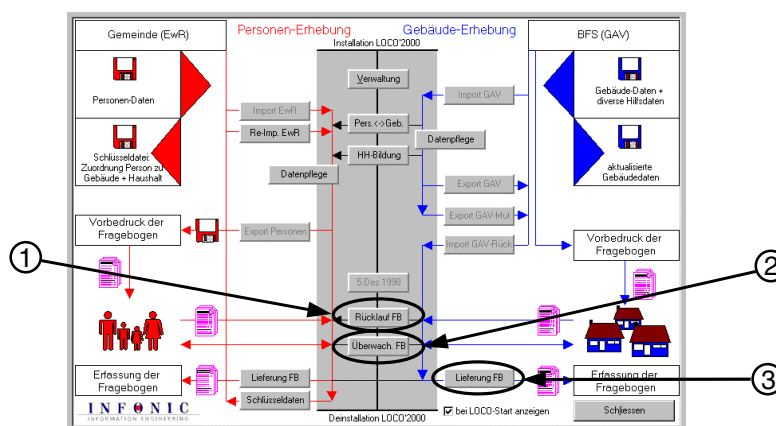 Gemeinde (EwR)
Personen-Erhebung
Gebäude-Erhebung
BFS (GAV)
Installation LOCO'2000
Personen-Daten
Verwaltung
Gebäude-Daten +
diverse Hilfsdaten
Import EwR
Import GAV
Re-Imp. EwR
Pers.<->Geb.
Datenpflege
HH-Bildung
Schlüsseldatei:
Zuordnung Person zu
Gebäude + Haushalt
aktualisierte
Gebäudedaten
Datenpflege
Export GAV
Export GAV-Mut
Vorbedruck der
Fragebogen
Export Personen
Import GAV-Rück
Vorbedruck der
Fragebogen
1
2
5.Dez.1998
Rücklauf FB
Überwach. FB
Erfassung der
Fragebogen
Lieferung FB
Lieferung FB
Erfassung der
Fragebogen
3
Schlüsseldaten
INFONIC
INFORMATION ENGINEERING
Deinstallation LOCO'2000
bei LOCO-Start anzeigen
Schliessen